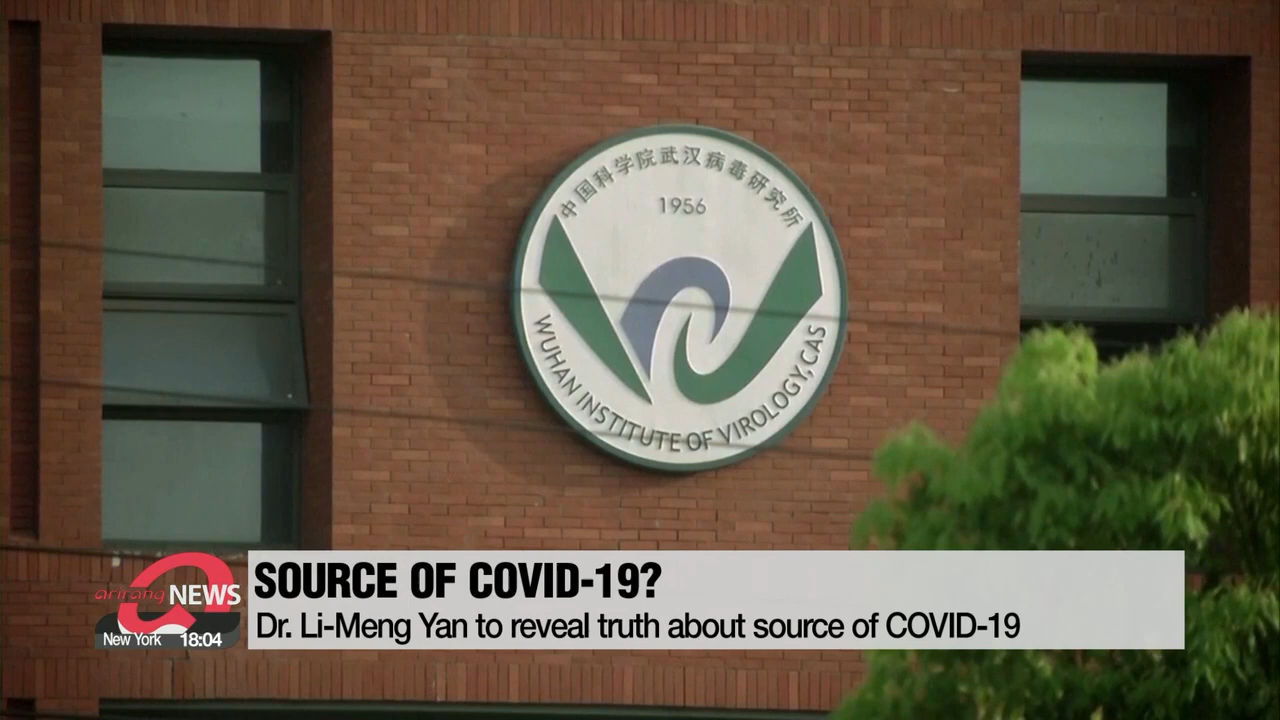 中国科学院武汉病毒研究所
1956
WUHAN INSTITUTE OF VIROLOGY, CAS
arirang NEWS
New York 18:04
SOURCE OF COVID-19?
Dr. Li-Meng Yan to reveal truth about source of COVID-19